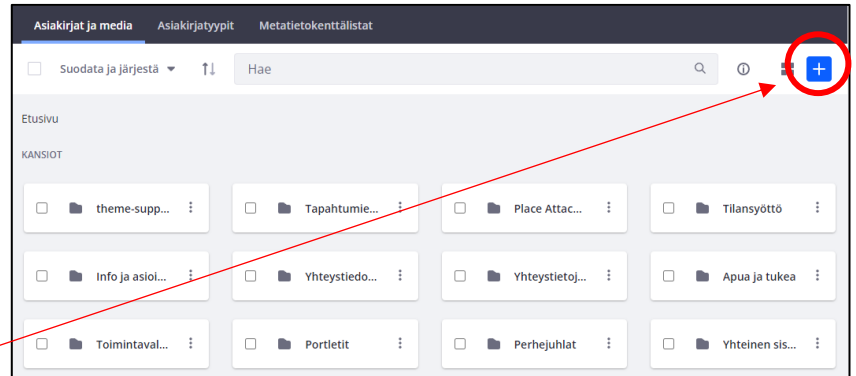 Asiakirjat ja media Asiakirjatyypit Metatietokenttälistat
Suodata ja järjestä Hae
Etusivu
KANSIOT
theme-supp... Tapahtumie... Place Attac... Tilansyöttö
Info ja asioi... Yhteystiedo... Yhteystietoj... Apua ja tukea
Toimintaval... Portletit Perhejuhlat Yhteinen sis...